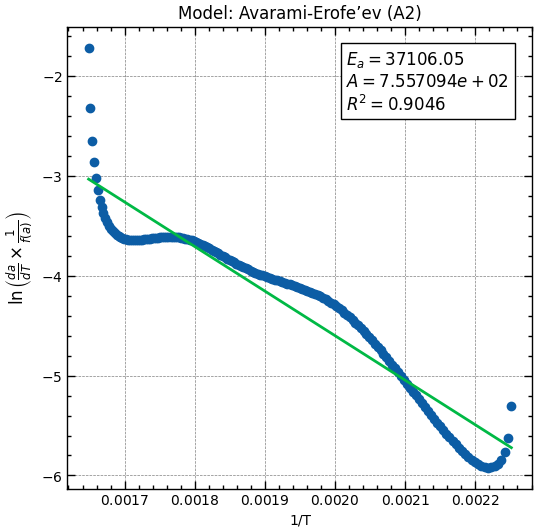 Model: Avarami-Erofe’ev (A2)
E_a = 37106.05
A = 7.557094e + 02
R^2 = 0.9046
ln (da/dT × 1/f(a))
−2
−3
−4
−5
−6
0.0017 0.0018 0.0019 0.0020 0.0021 0.0022
1/T